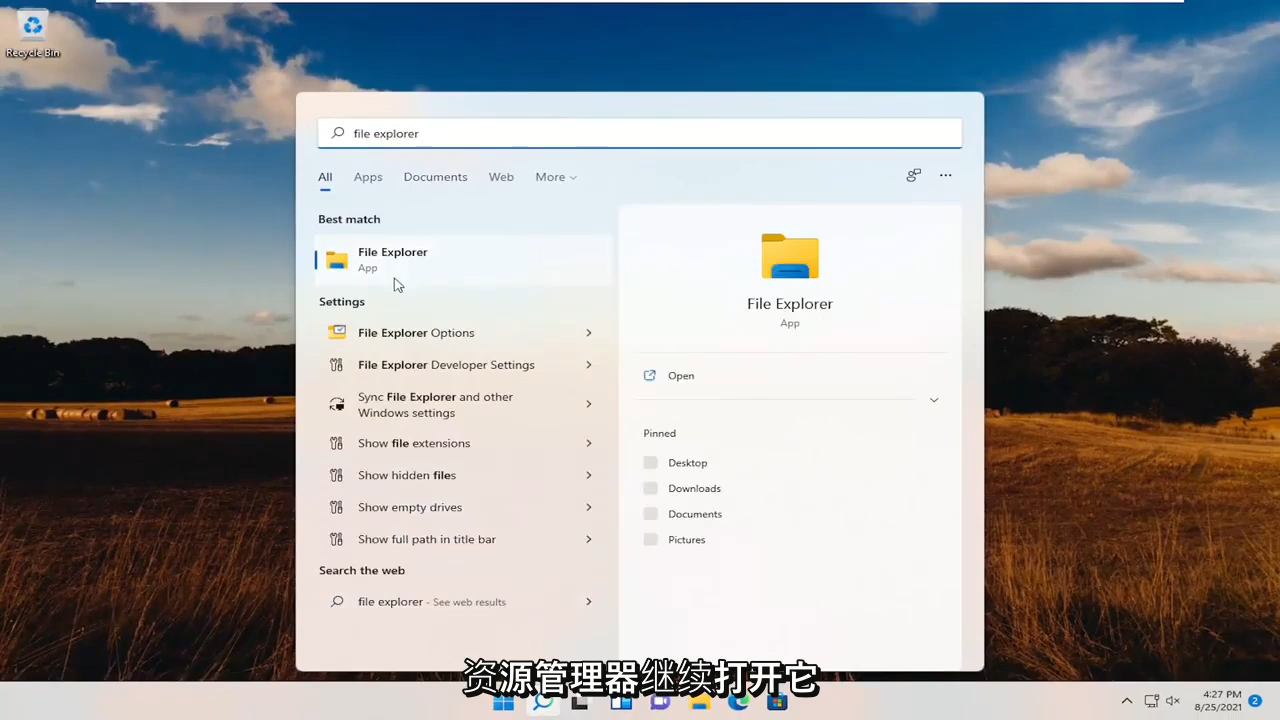 Recycle Bin
file explorer
All Apps Documents Web More
Best match
File Explorer
App
Settings
File Explorer Options
File Explorer Developer Settings
Sync File Explorer and other
Windows settings
Show file extensions
Show hidden files
Show empty drives
Show full path in title bar
Search the web
file explorer - See web results
File Explorer
App
Open
Pinned
Desktop
Downloads
Documents
Pictures
资源管理器继续打开它
4:27 PM
8/25/2021
2